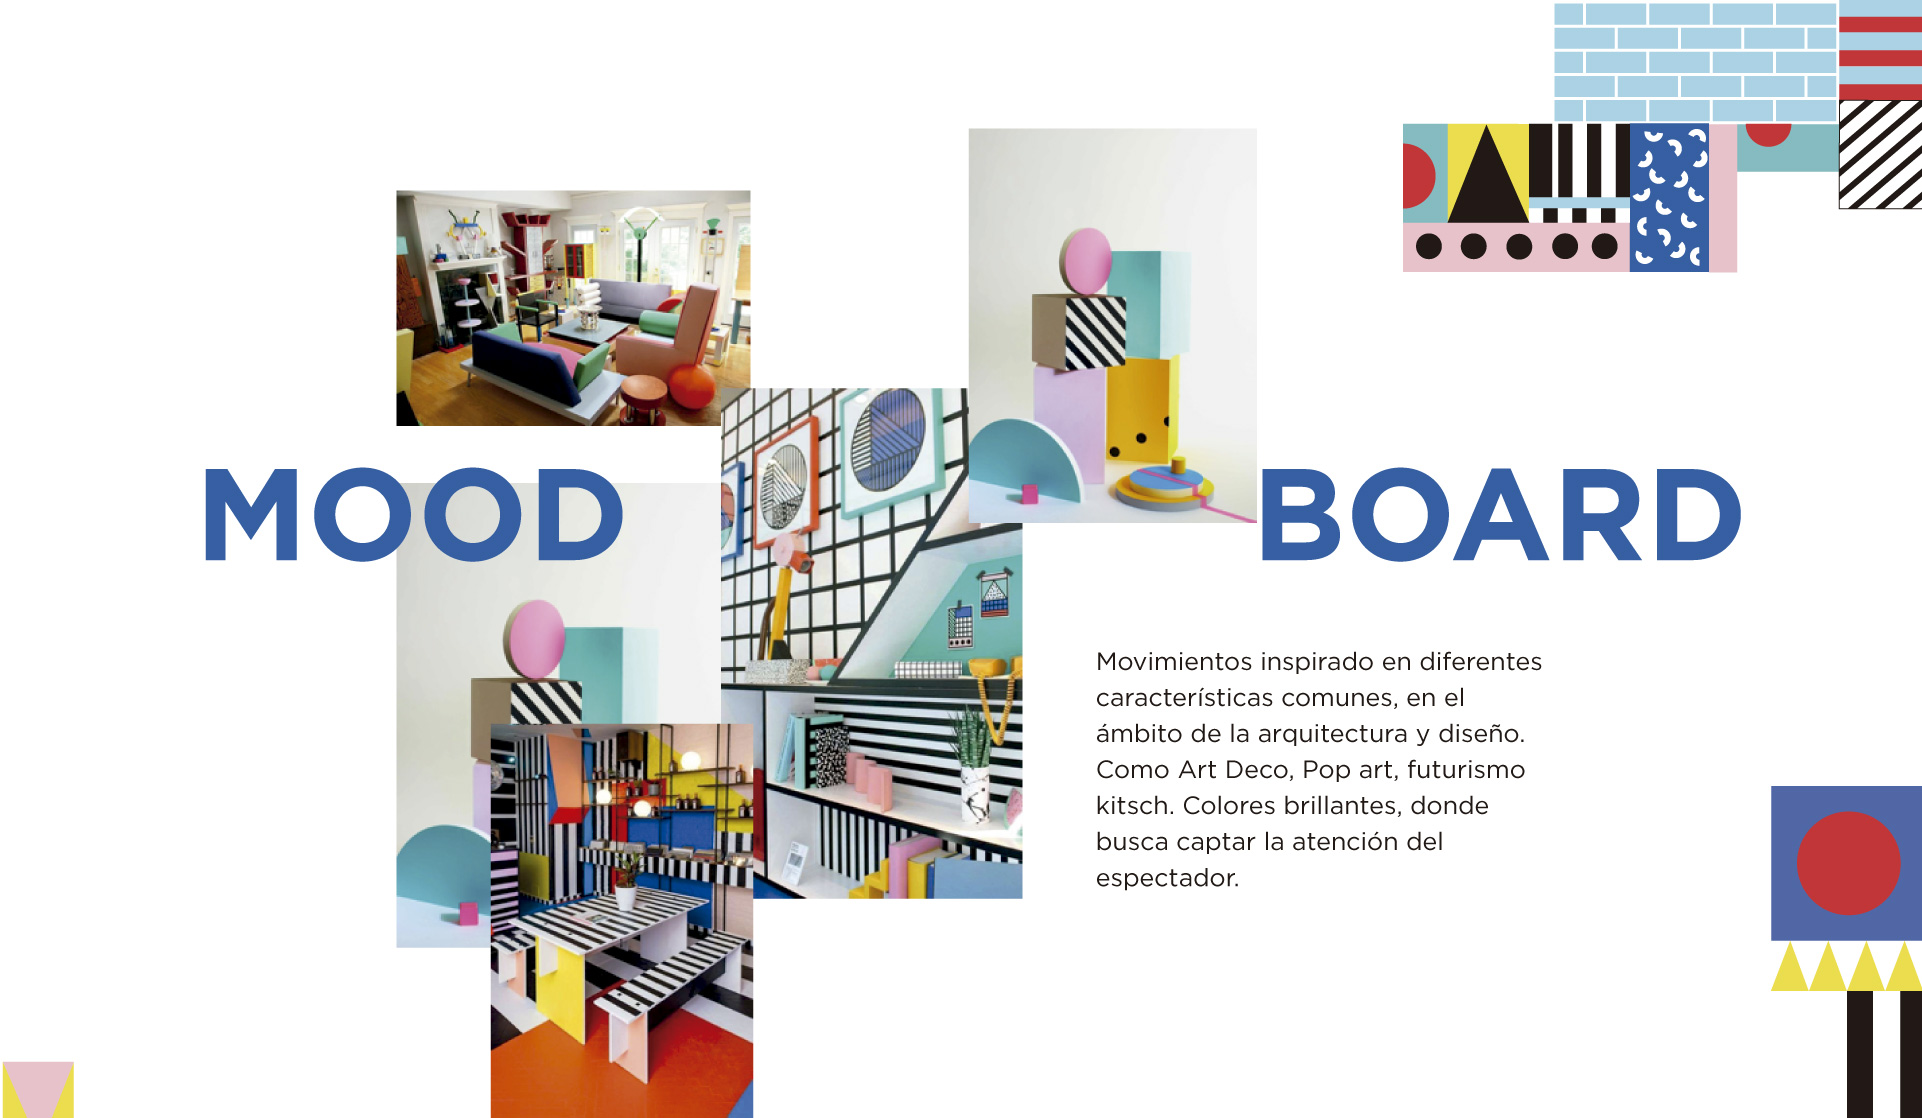 MOOD BOARD
Movimientos inspirado en diferentes
características comunes, en el
ámbito de la arquitectura y diseño.
Como Art Deco, Pop art, futurismo
kitsch. Colores brillantes, donde
busca captar la atención del
espectador.